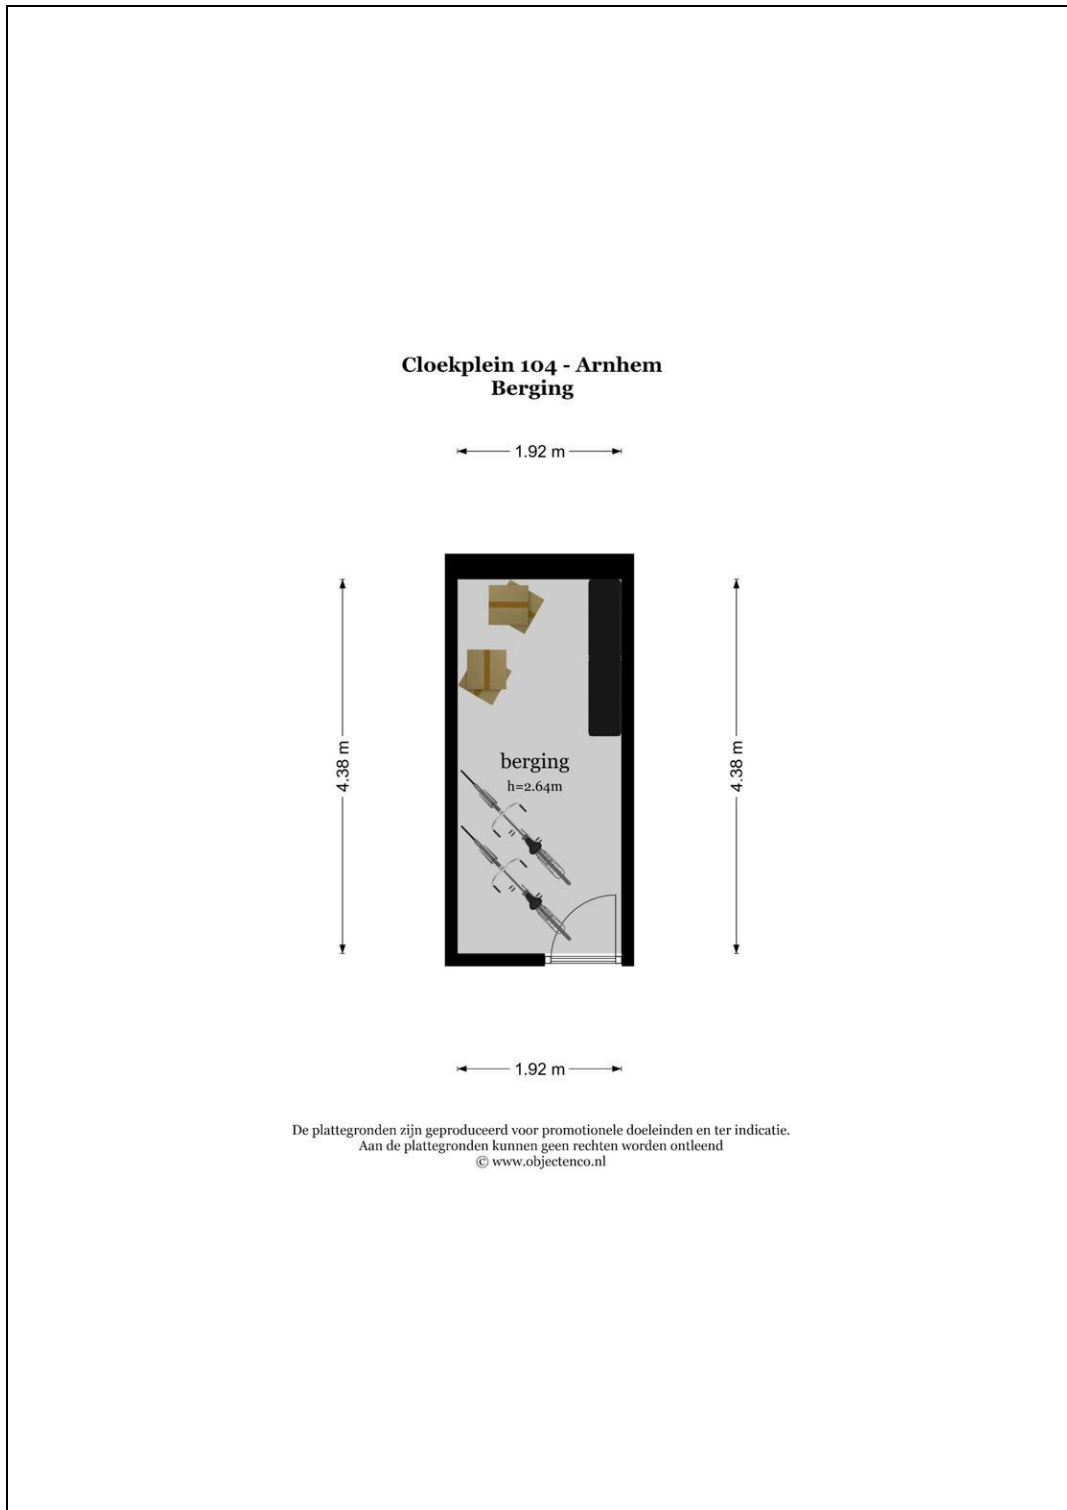 Cloekplein 104 - Arnhem
Berging
1.92 m
4.38 m
4.38 m
berging
h=2.64m
1.92 m
De plattegronden zijn geproduceerd voor promotionele doeleinden en ter indicatie.
Aan de plattegronden kunnen geen rechten worden ontleend
© www.objectenco.nl